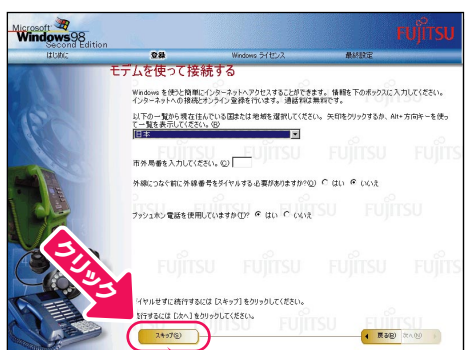 Microsoft
Windows98
Second Edition
FUJITSU
はじめに 登録 Windows ライセンス 最終設定
モデムを使って接続する
Windows を使うと簡単にインターネットへアクセスすることができます。 情報を下のボックスに入力してください。
インターネットへの接続とオンライン登録を行います。 通話料は無料です。
以下の一覧から現在住んでいる国または地域を選択してください。 矢印をクリックするか、Alt+方向キーを使っ
て一覧を表示してください。(R)
日本
市外局番を入力してください。(C)
外線につなぐ前に外線番号をダイヤルする必要がありますか?(Q) はい いいえ
プッシュホン電話を使用していますか(T)? はい いいえ
クリック
イヤルせずに続行するには [スキップ] をクリックしてください。
続行するには [次へ] をクリックしてください。
スキップ(S) 戻る(B) 次へ(N)